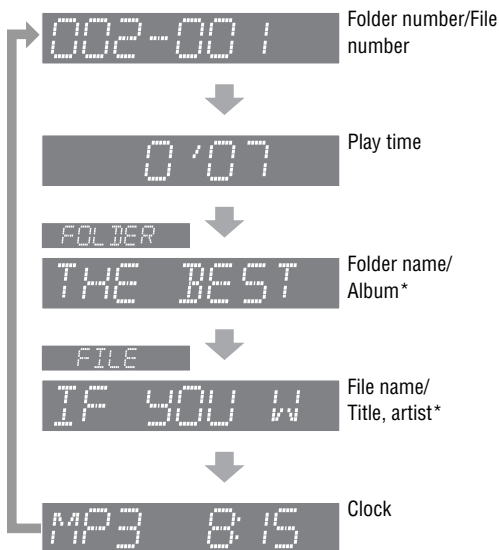 002-001
Folder number/File
number
0'07
Play time
FOLDER
THE BEST
Folder name/
Album*
FILE
IF YOU W
File name/
Title, artist*
MP3 8:15
Clock